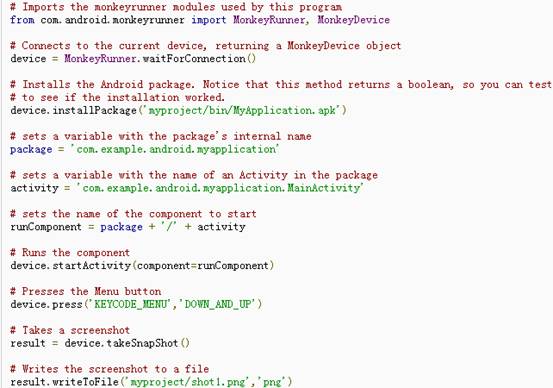 # Imports the monkeyrunner modules used by this program
from com.android.monkeyrunner import MonkeyRunner, MonkeyDevice
# Connects to the current device, returning a MonkeyDevice object
device = MonkeyRunner.waitForConnection()
# Installs the Android package. Notice that this method returns a boolean, so you can test
# to see if the installation worked.
device.installPackage('myproject/bin/MyApplication.apk')
# sets a variable with the package's internal name
package = 'com.example.android.myapplication'
# sets a variable with the name of an Activity in the package
activity = 'com.example.android.myapplication.MainActivity'
# sets the name of the component to start
runComponent = package + '/' + activity
# Runs the component
device.startActivity(component=runComponent)
# Presses the Menu button
device.press('KEYCODE_MENU','DOWN_AND_UP')
# Takes a screenshot
result = device.takeSnapShot()
# Writes the screenshot to a file
result.writeToFile('myproject/shot1.png','png')